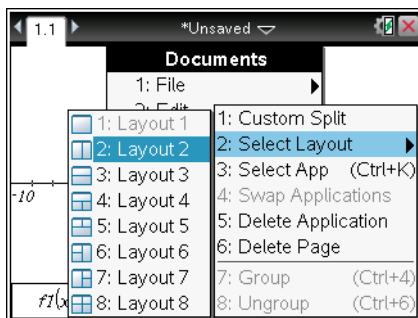 1.1 *Unsaved
Documents
1: File
2: Edit
1: Layout 1
2: Layout 2
3: Layout 3
4: Layout 4
5: Layout 5
6: Layout 6
7: Layout 7
8: Layout 8
1: Custom Split
2: Select Layout
3: Select App (Ctrl+K)
4: Swap Applications
5: Delete Application
6: Delete Page
7: Group (Ctrl+4)
8: Ungroup (Ctrl+6)
-10
f1(x